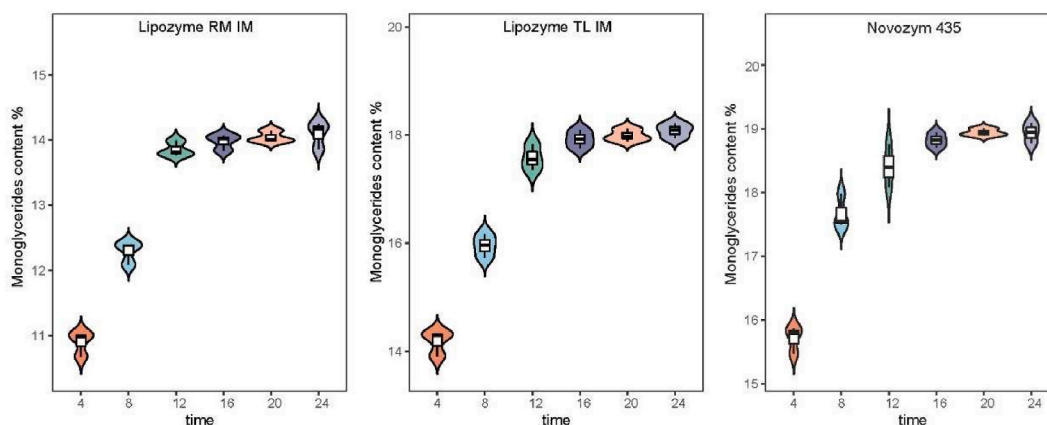 Lipozyme RM IM
Monoglycerides content %
15
14
13
12
11
4 8 12 16 20 24
time
Lipozyme TL IM
Monoglycerides content %
20
18
16
14
4 8 12 16 20 24
time
Novozym 435
Monoglycerides content %
20
19
18
17
16
15
4 8 12 16 20 24
time